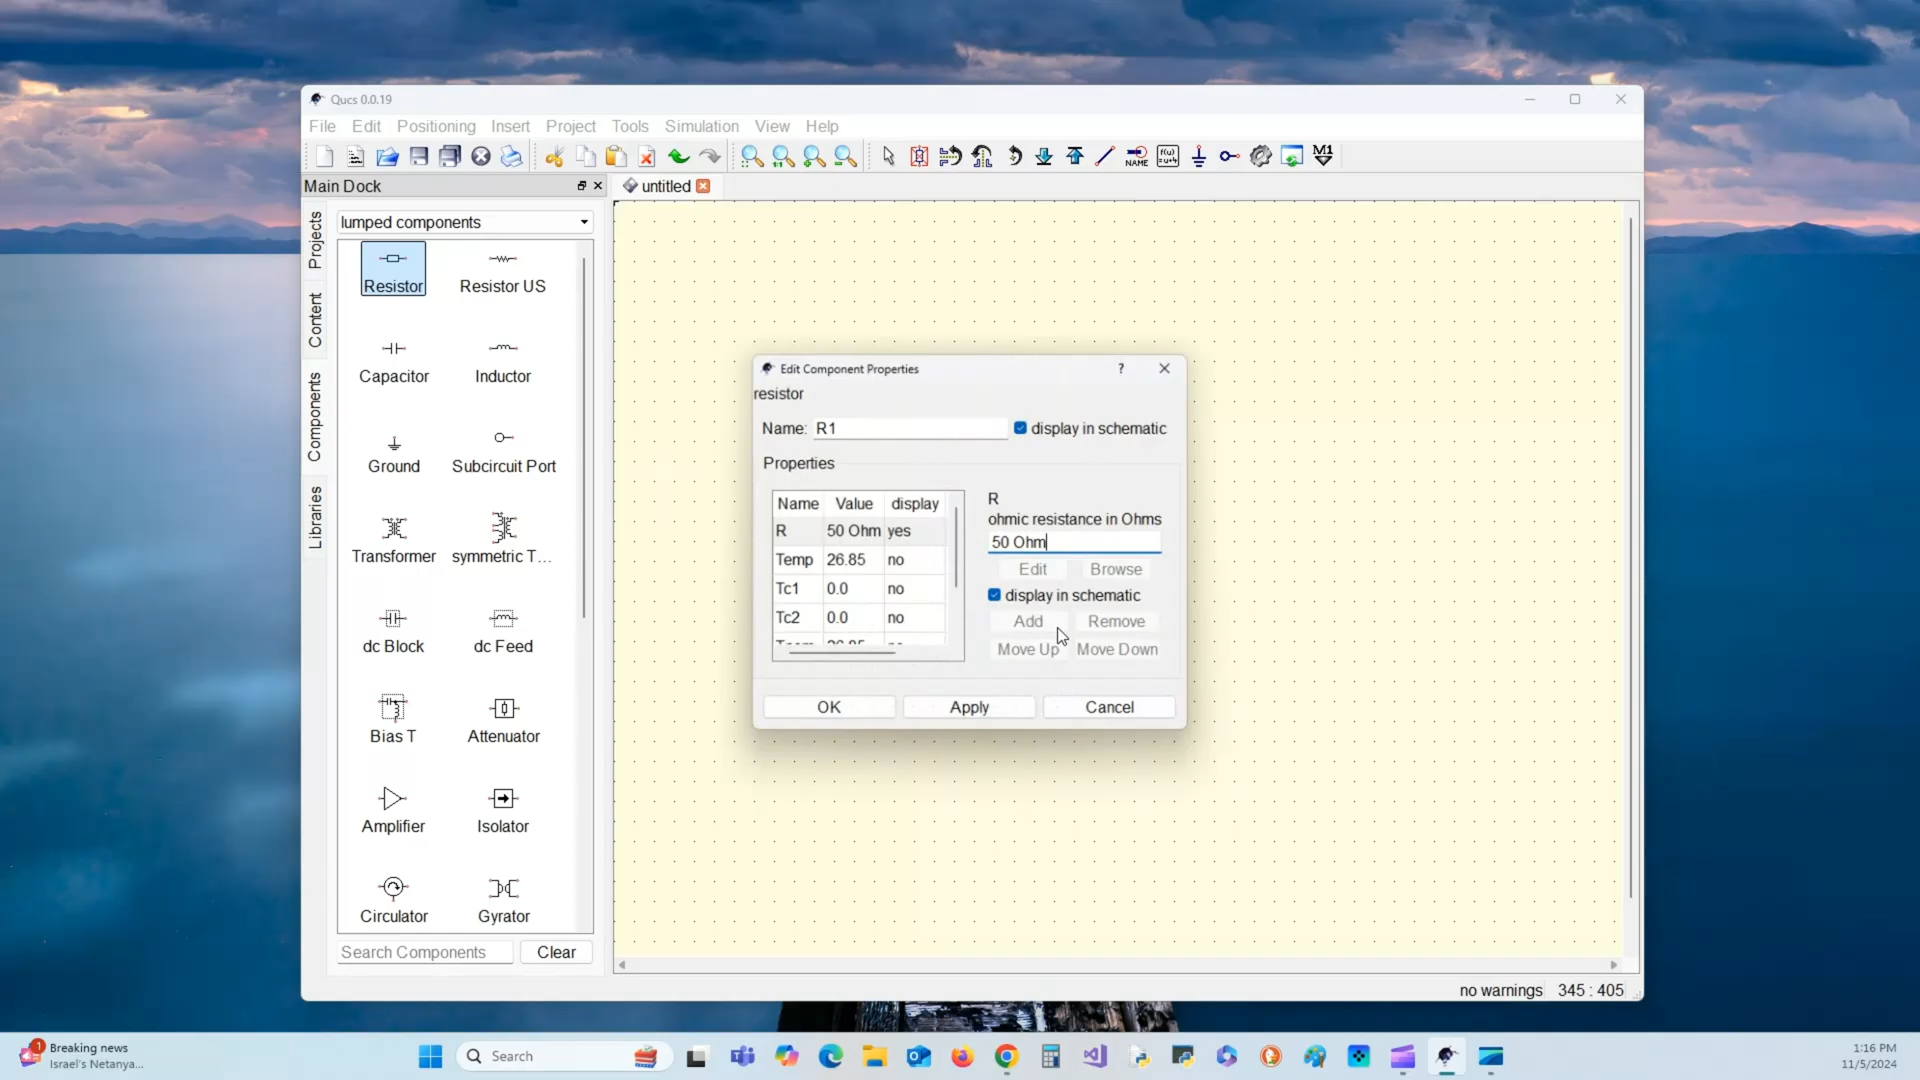 Qucs 0.0.19
File Edit Positioning Insert Project Tools Simulation View Help
NAME
M1
Main Dock
untitled
Projects
Content
Components
Libraries
lumped components
Resistor Resistor US
Capacitor Inductor
Ground Subcircuit Port
Transformer symmetric T...
dc Block dc Feed
Bias T Attenuator
Amplifier Isolator
Circulator Gyrator
Search Components Clear
Edit Component Properties ?
resistor
Name: R1 display in schematic
Properties
Name Value display
R 50 Ohm yes
Temp 26.85 no
Tc1 0.0 no
Tc2 0.0 no
R
ohmic resistance in Ohms
50 Ohm
Edit Browse
display in schematic
Add Remove
Move Up Move Down
OK Apply Cancel
no warnings 345 : 405
1
Breaking news
Israel's Netanya...
Search
1:16 PM
11/5/2024